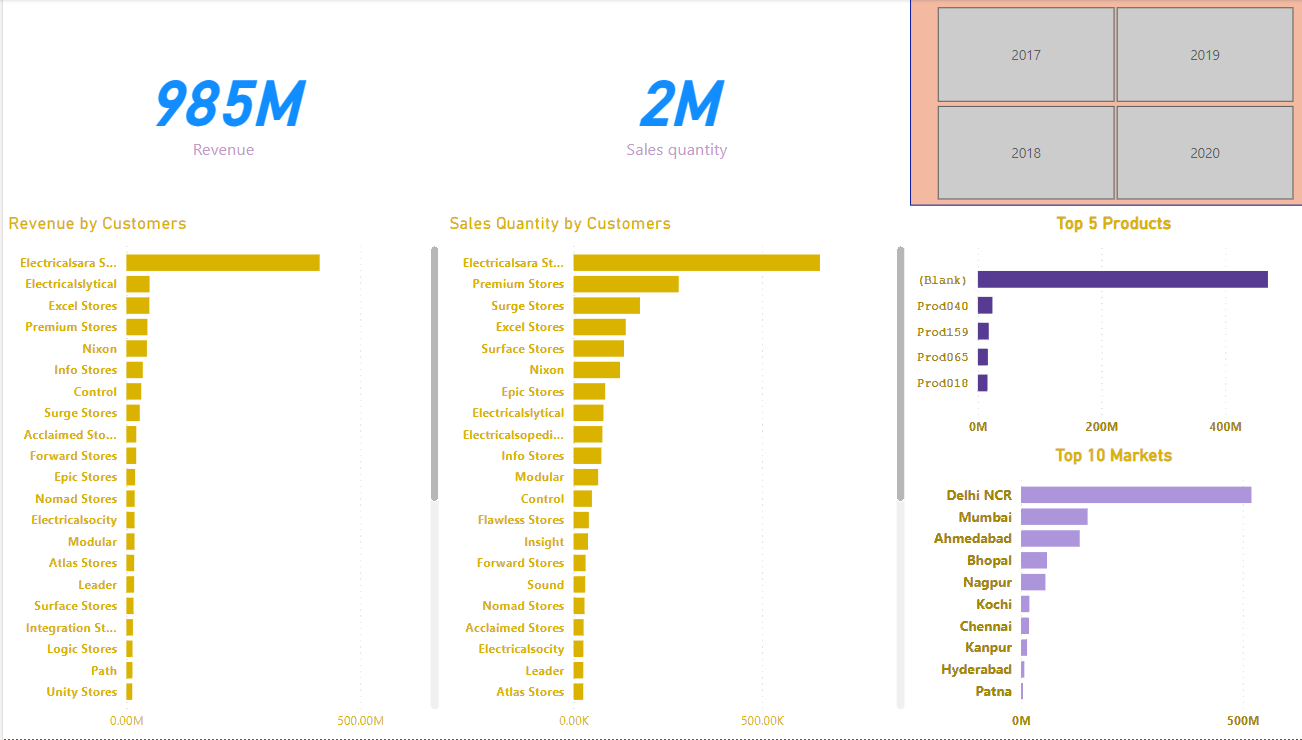 985M
Revenue
2M
Sales quantity
2017
2019
2018
2020
Revenue by Customers
Electricalsara S...
Electricalslytical
Excel Stores
Premium Stores
Nixon
Info Stores
Control
Surge Stores
Acclaimed Sto...
Forward Stores
Epic Stores
Nomad Stores
Electricalsocity
Modular
Atlas Stores
Leader
Surface Stores
Integration St...
Logic Stores
Path
Unity Stores
0.00M 500.00M
Sales Quantity by Customers
Electricalsara St...
Premium Stores
Surge Stores
Excel Stores
Surface Stores
Nixon
Epic Stores
Electricalslytical
Electricalsopedi...
Info Stores
Modular
Control
Flawless Stores
Insight
Forward Stores
Sound
Nomad Stores
Acclaimed Stores
Electricalsocity
Leader
Atlas Stores
0.00K 500.00K
Top 5 Products
(Blank)
Prod040
Prod159
Prod065
Prod018
0M 200M 400M
Top 10 Markets
Delhi NCR
Mumbai
Ahmedabad
Bhopal
Nagpur
Kochi
Chennai
Kanpur
Hyderabad
Patna
0M 500M